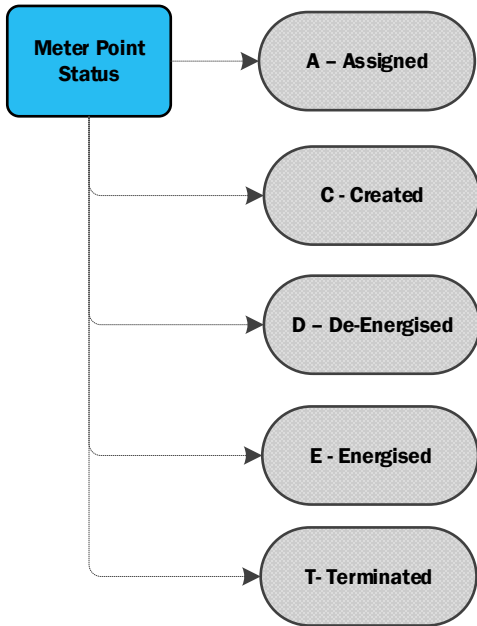 Meter Point
Status
A – Assigned
C - Created
D – De-Energised
E - Energised
T- Terminated